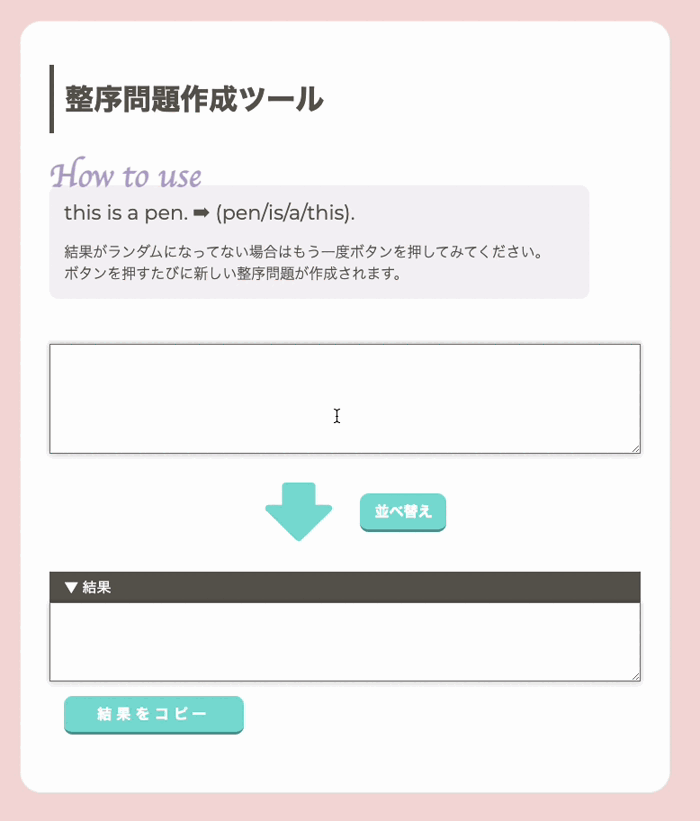 整序問題作成ツール
How to use
this is a pen. ➡ (pen/is/a/this).
結果がランダムになってない場合はもう一度ボタンを押してみてください。
ボタンを押すたびに新しい整序問題が作成されます。
並べ替え
▼ 結果
結果をコピー